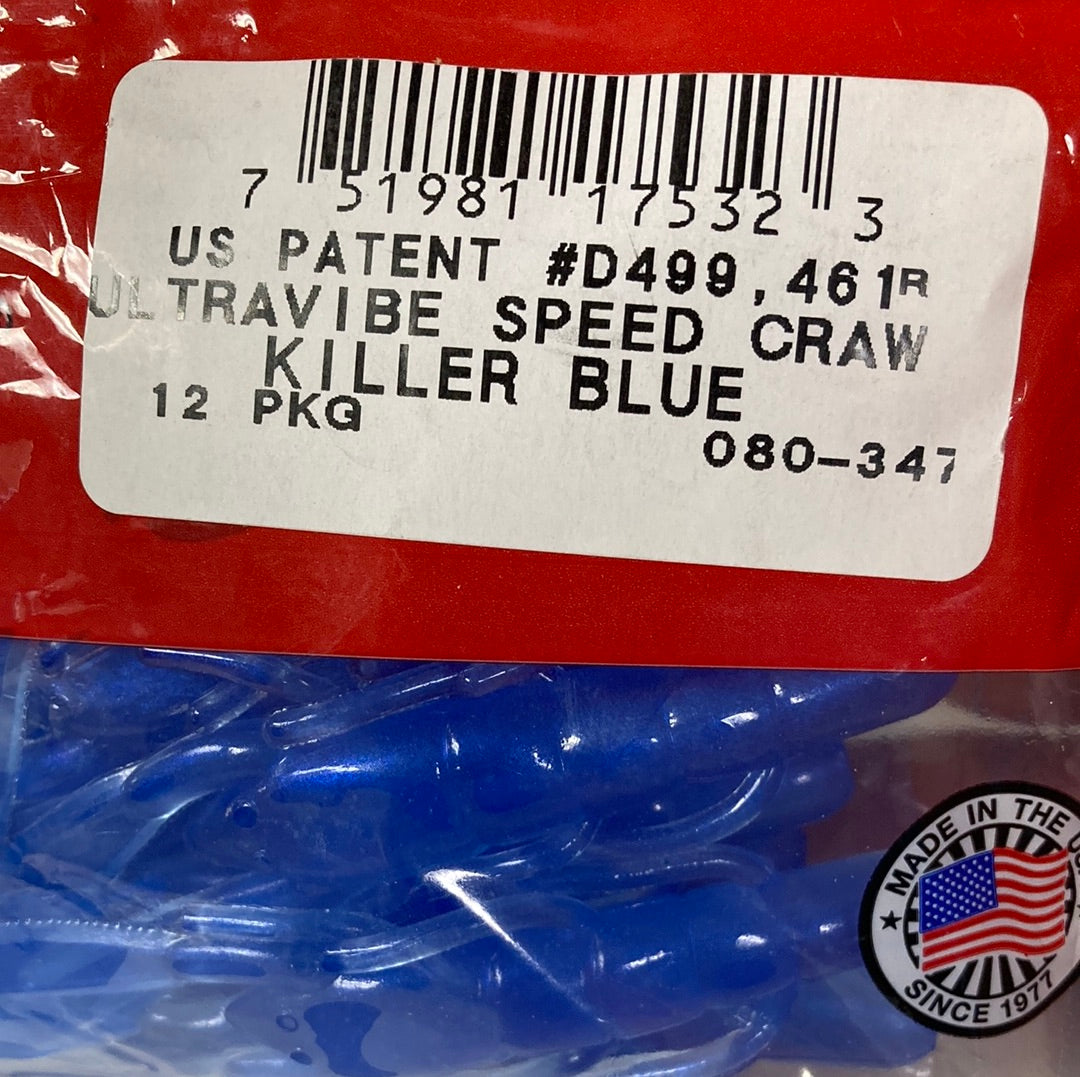 7 51981 17532 3
US PATENT #D499,461R
ULTRAVIBE SPEED CRAW
KILLER BLUE
12 PKG
080-347
MADE IN THE
SINCE 1977